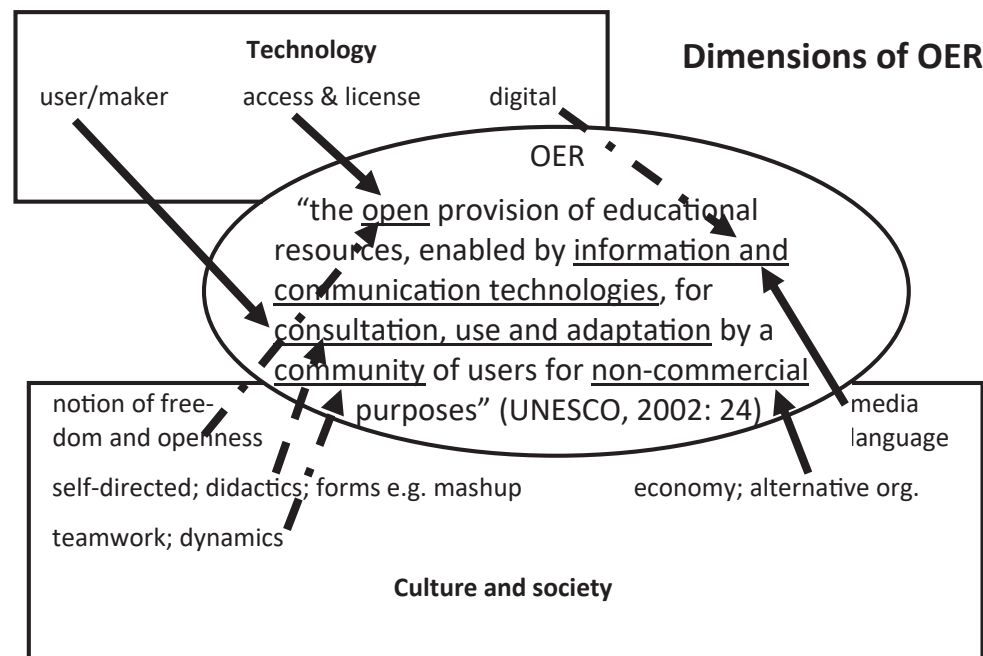 Technology
Dimensions of OER
user/maker access & license digital
OER
“the open provision of educational
resources, enabled by information and
communication technologies, for
consultation, use and adaptation by a
community of users for non-commercial
purposes” (UNESCO, 2002: 24)
notion of free-
dom and openness
media
language
self-directed; didactics; forms e.g. mashup
economy; alternative org.
teamwork; dynamics
Culture and society